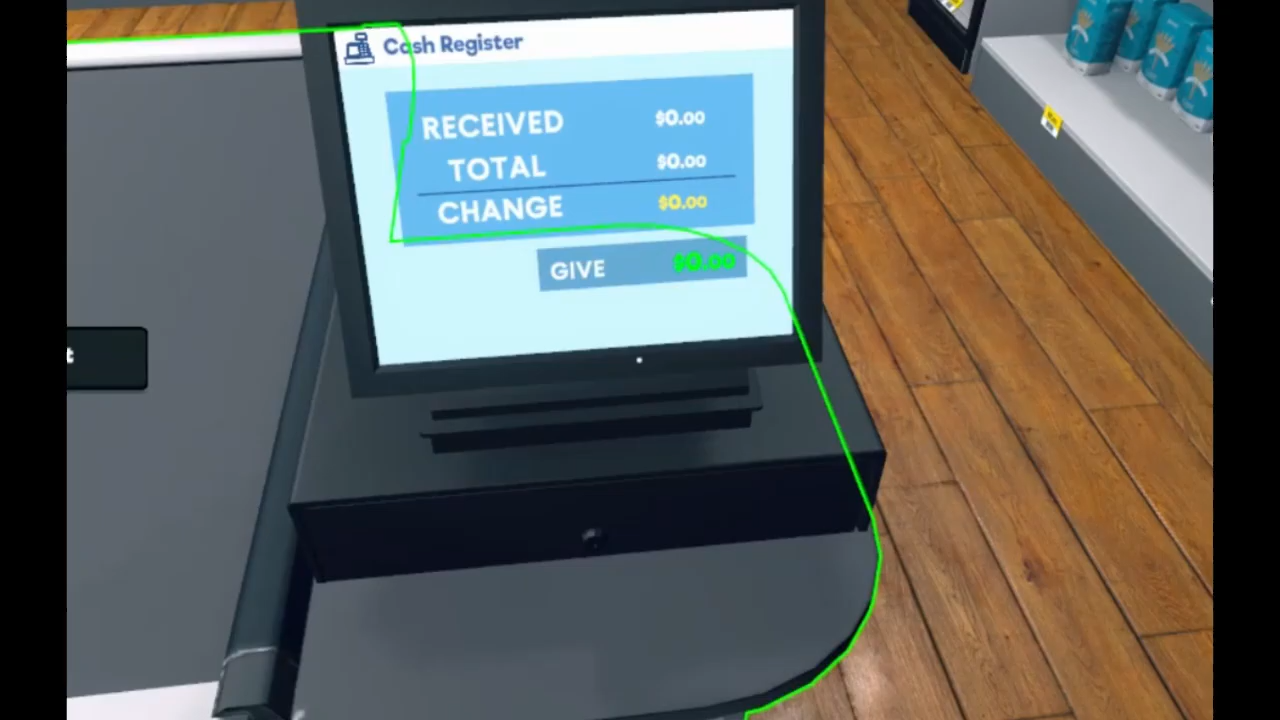 Cash Register
RECEIVED $0.00
TOTAL $0.00
CHANGE $0.00
GIVE $0.00
t